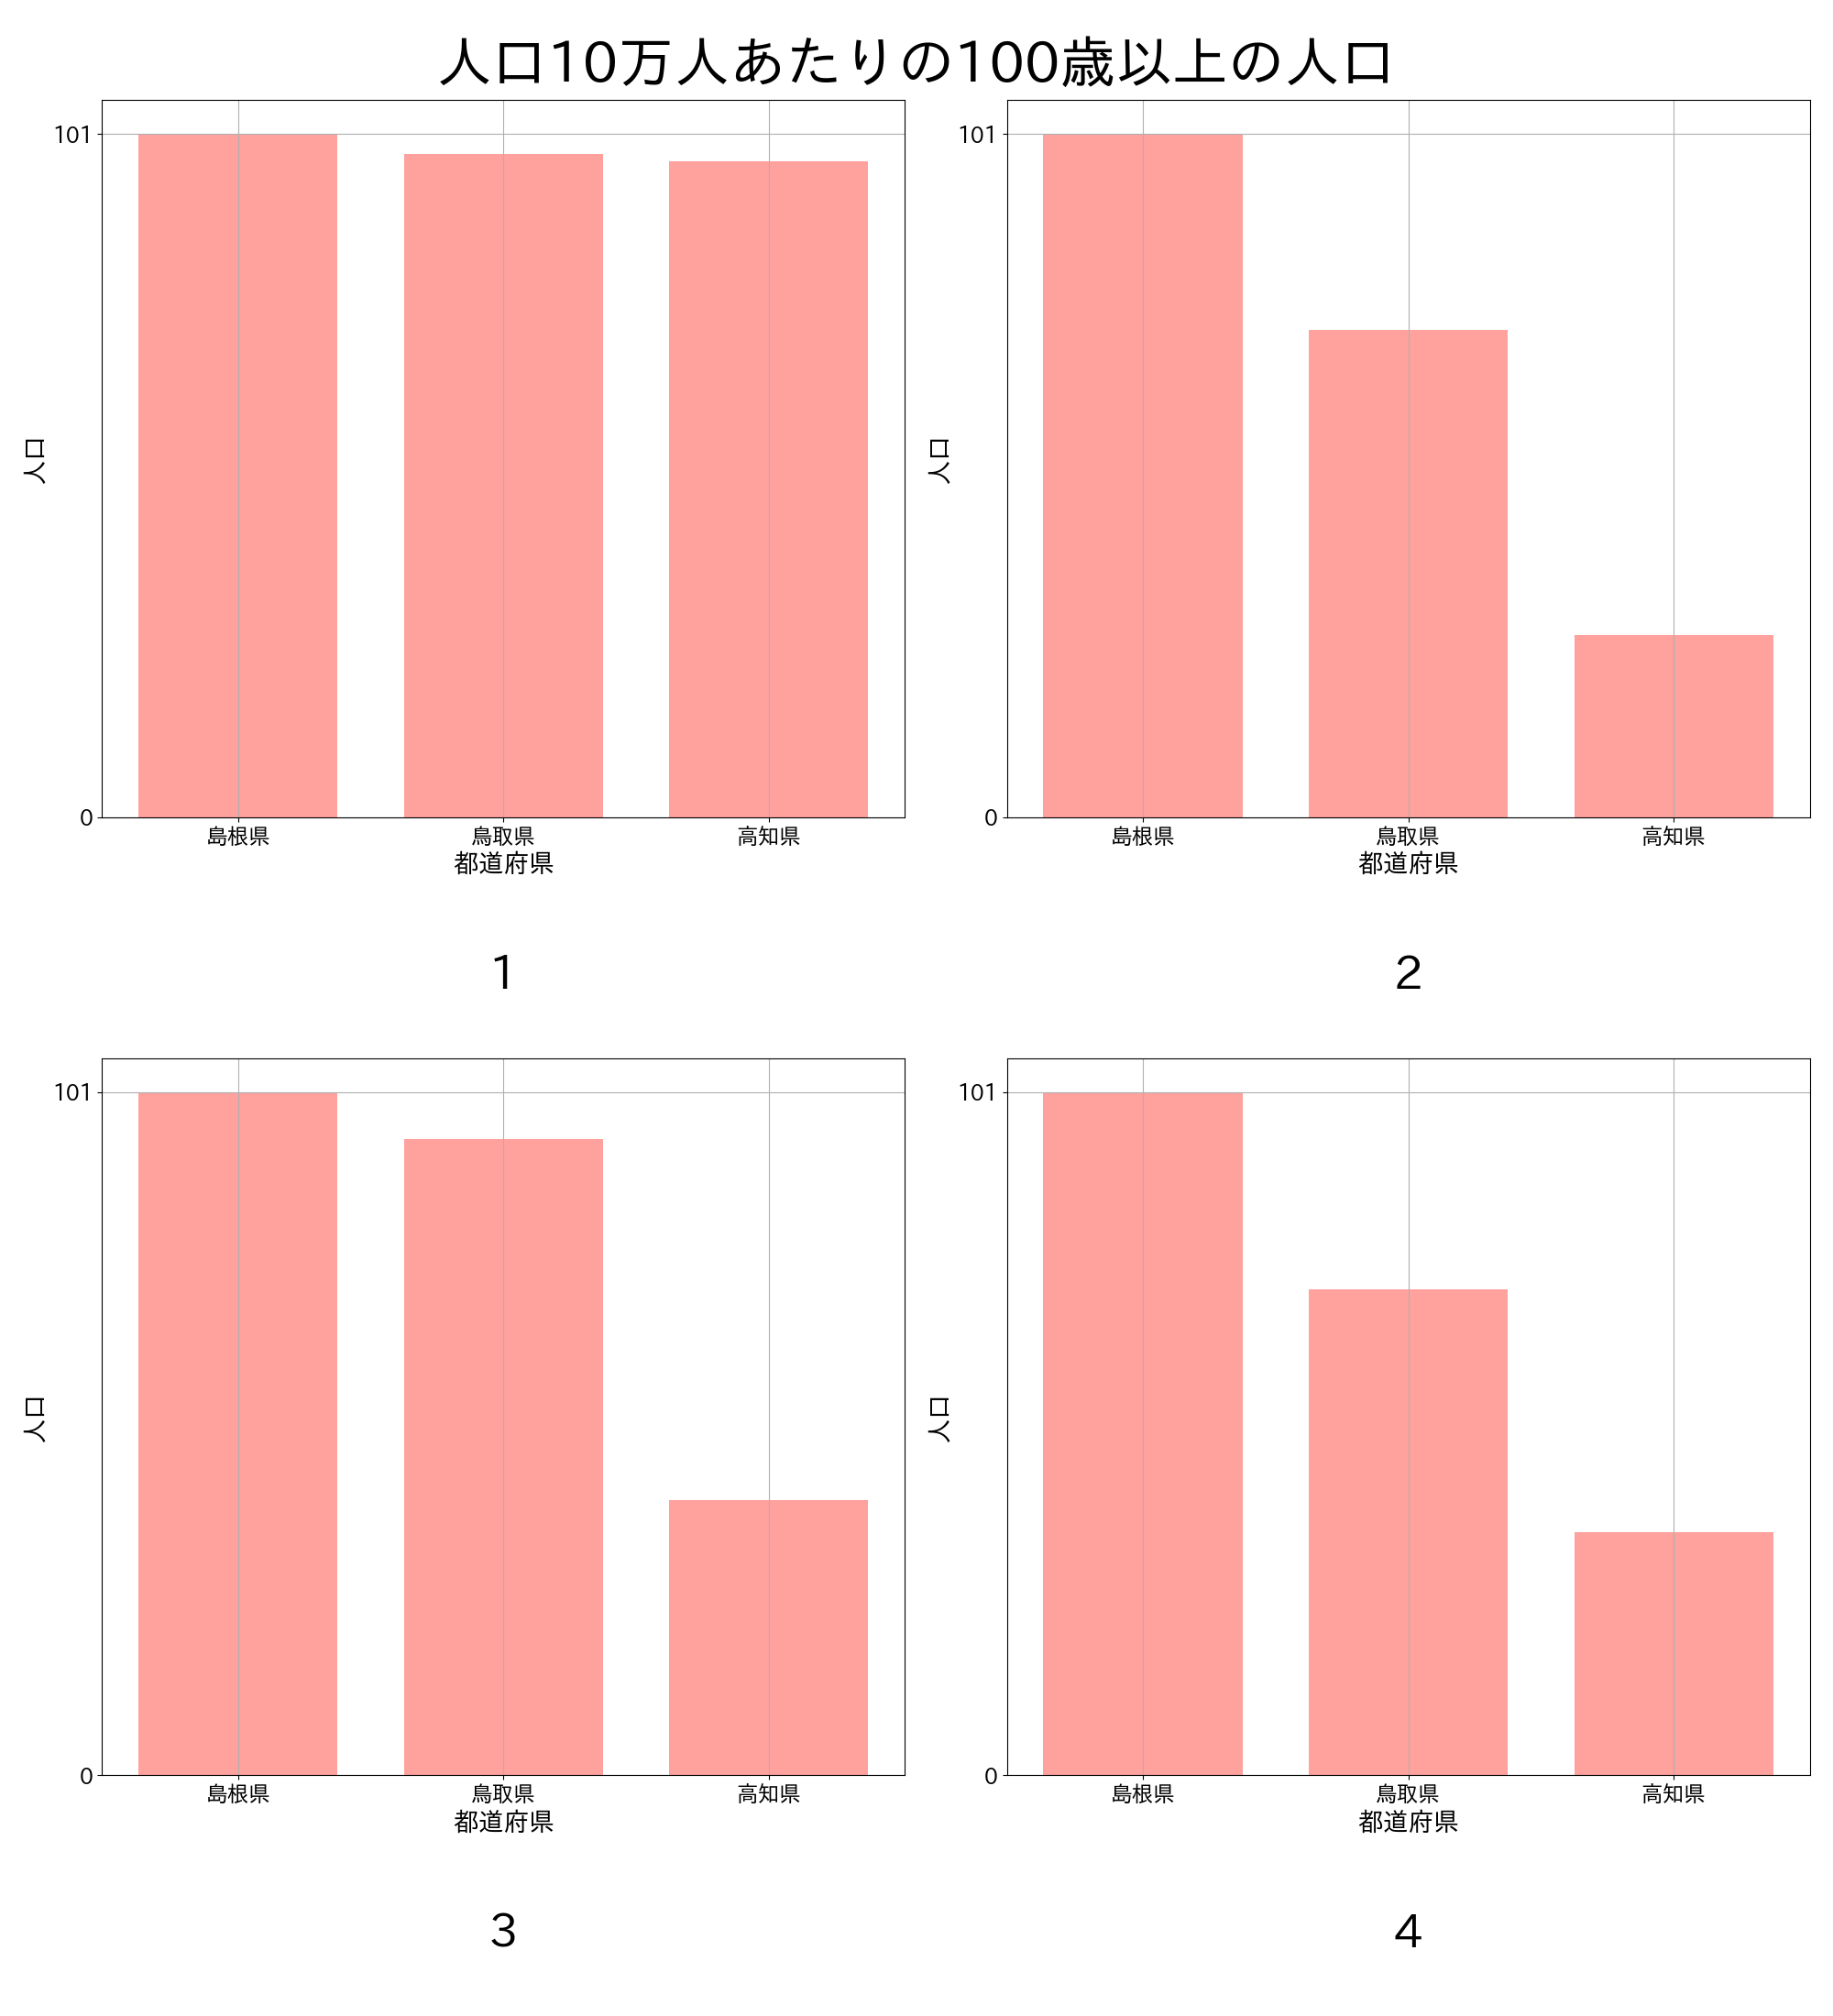 人口10万人あたりの100歳以上の人口
101
0
人口
島根県 鳥取県 高知県
都道府県
1
101
0
人口
島根県 鳥取県 高知県
都道府県
2
101
0
人口
島根県 鳥取県 高知県
都道府県
3
101
0
人口
島根県 鳥取県 高知県
都道府県
4